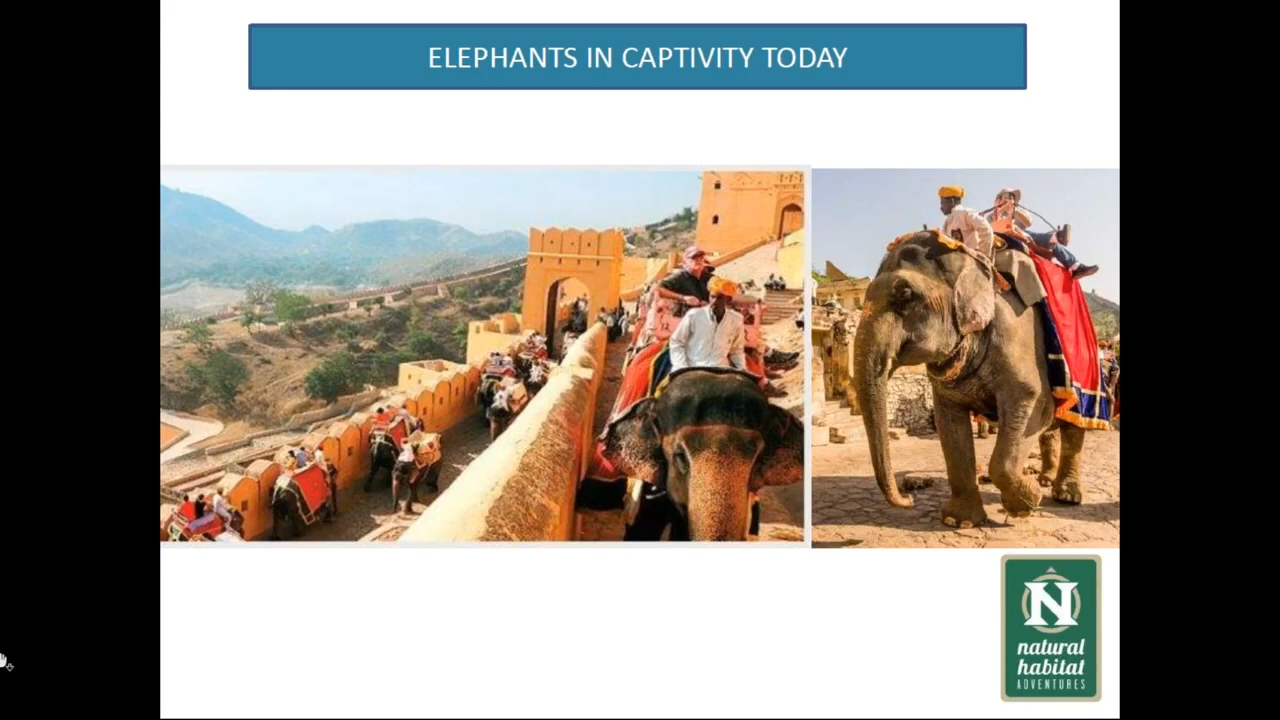 ELEPHANTS IN CAPTIVITY TODAY
N
natural
habitat
ADVENTURES